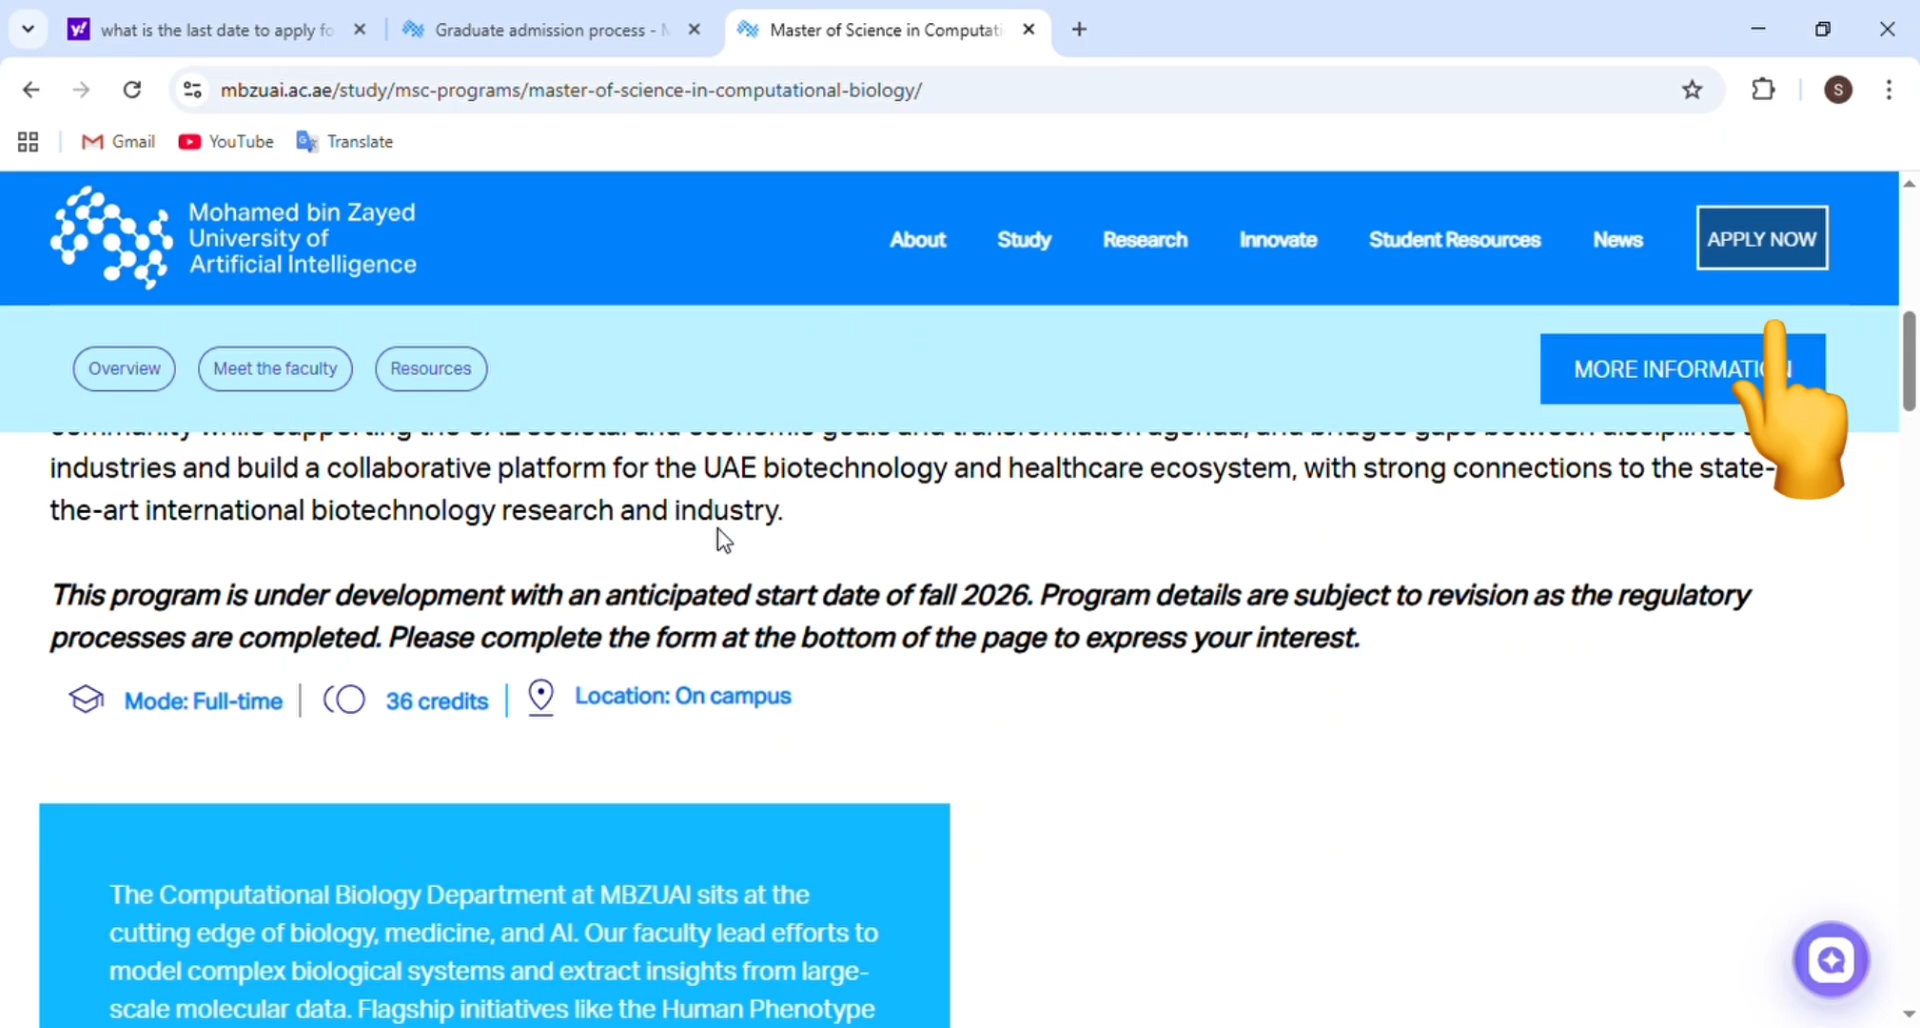 what is the last date to apply fo
Graduate admission process -
Master of Science in Computati
mbzuai.ac.ae/study/msc-programs/master-of-science-in-computational-biology/
S
Gmail
YouTube
Translate
Mohamed bin Zayed
University of
Artificial Intelligence
About
Study
Research
Innovate
Student Resources
News
APPLY NOW
Overview
Meet the faculty
Resources
MORE INFORMATION
industries and build a collaborative platform for the UAE biotechnology and healthcare ecosystem, with strong connections to the state-
the-art international biotechnology research and industry.
This program is under development with an anticipated start date of fall 2026. Program details are subject to revision as the regulatory
processes are completed. Please complete the form at the bottom of the page to express your interest.
Mode: Full-time
36 credits
Location: On campus
The Computational Biology Department at MBZUAI sits at the
cutting edge of biology, medicine, and AI. Our faculty lead efforts to
model complex biological systems and extract insights from large-
scale molecular data. Flagship initiatives like the Human Phenotype